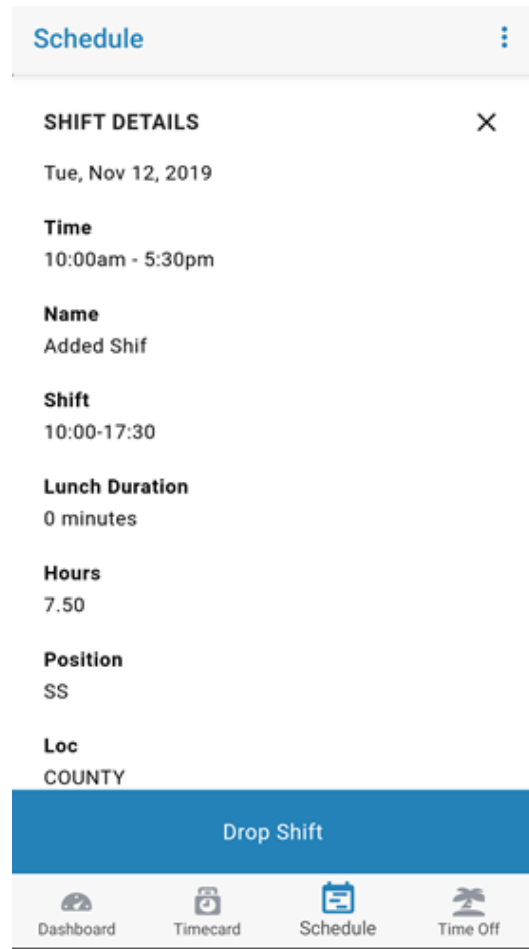 Schedule
SHIFT DETAILS
Tue, Nov 12, 2019
Time
10:00am - 5:30pm
Name
Added Shif
Shift
10:00-17:30
Lunch Duration
0 minutes
Hours
7.50
Position
SS
Loc
COUNTY
Drop Shift
Dashboard Timecard Schedule Time Off